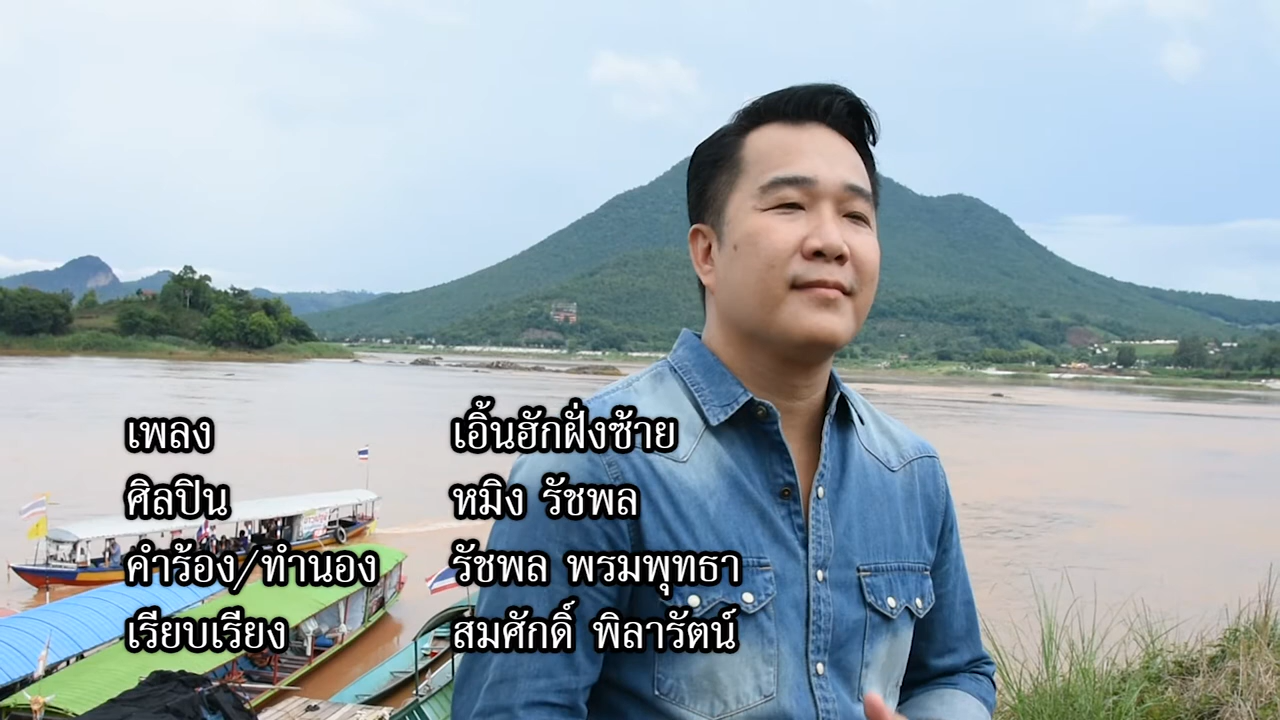 เพลง เอิ้นฮักฝั่งซ้าย
ศิลปิน หมิง รัชพล
คำร้อง/ทำนอง รัชพล พรมพุทธา
เรียบเรียง สมศักดิ์ พิลารัตน์